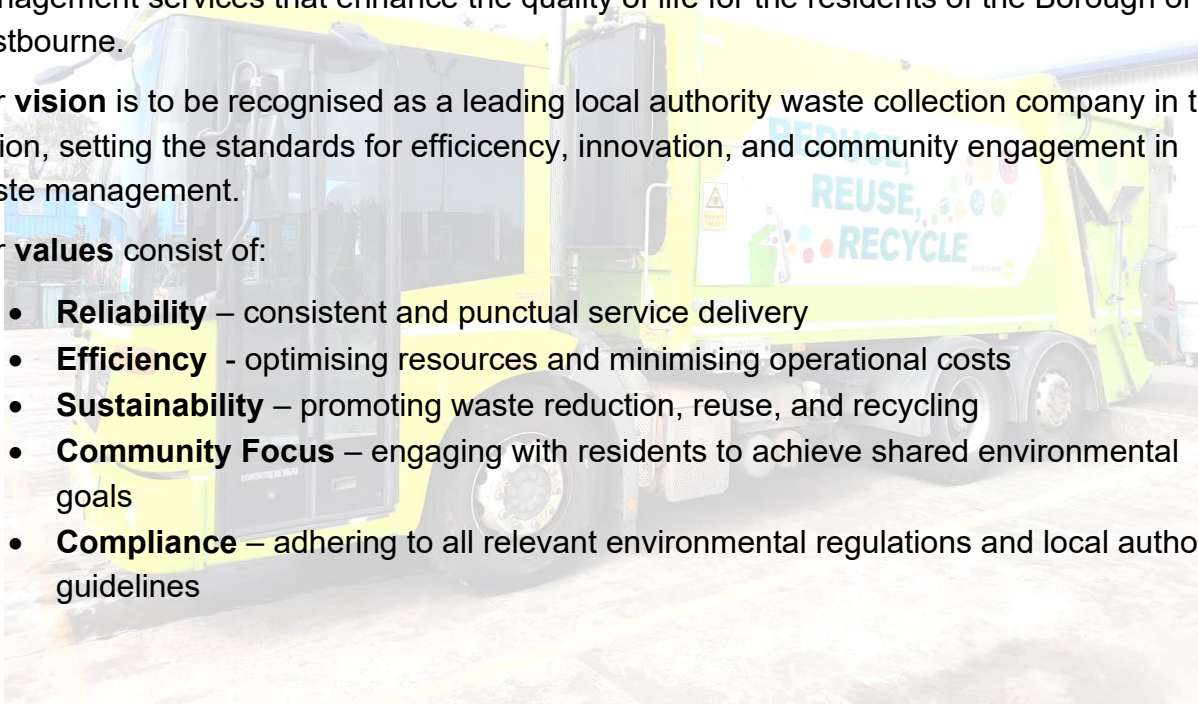 nagement services that enhance the quality of life for the residents of the Borough of
stbourne.
r vision is to be recognised as a leading local authority waste collection company in t
ion, setting the standards for efficicency, innovation, and community engagement in
ste management.
r values consist of:
• Reliability – consistent and punctual service delivery
• Efficiency - optimising resources and minimising operational costs
• Sustainability – promoting waste reduction, reuse, and recycling
• Community Focus – engaging with residents to achieve shared environmental
goals
• Compliance – adhering to all relevant environmental regulations and local autho
guidelines
REDUCE,
REUSE,
RECYCLE